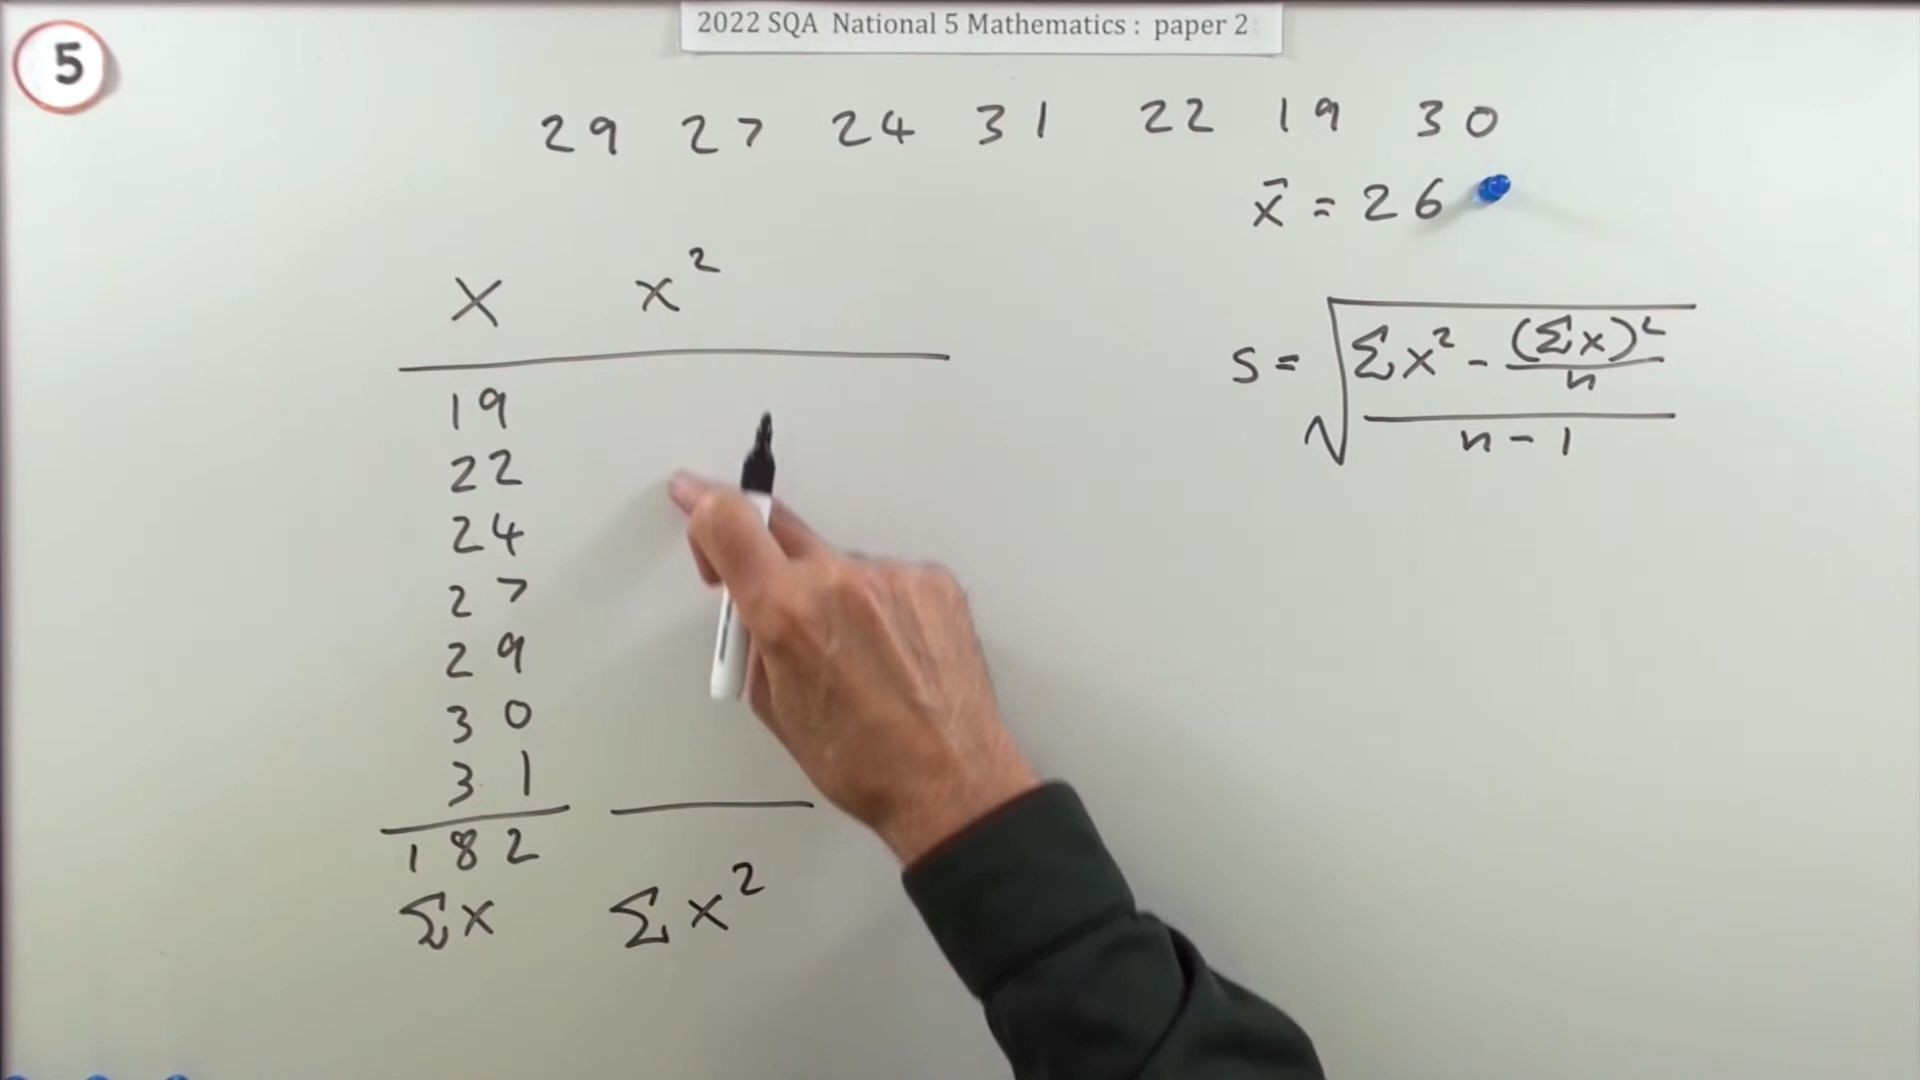 2022 SQA National 5 Mathematics : paper 2
5
29 27 24 31 22 19 30
x̄ = 26
x x²
s = √((Σx² - (Σx)²/n)/(n - 1))
19
22
24
27
29
30
31
182
Σx Σx²